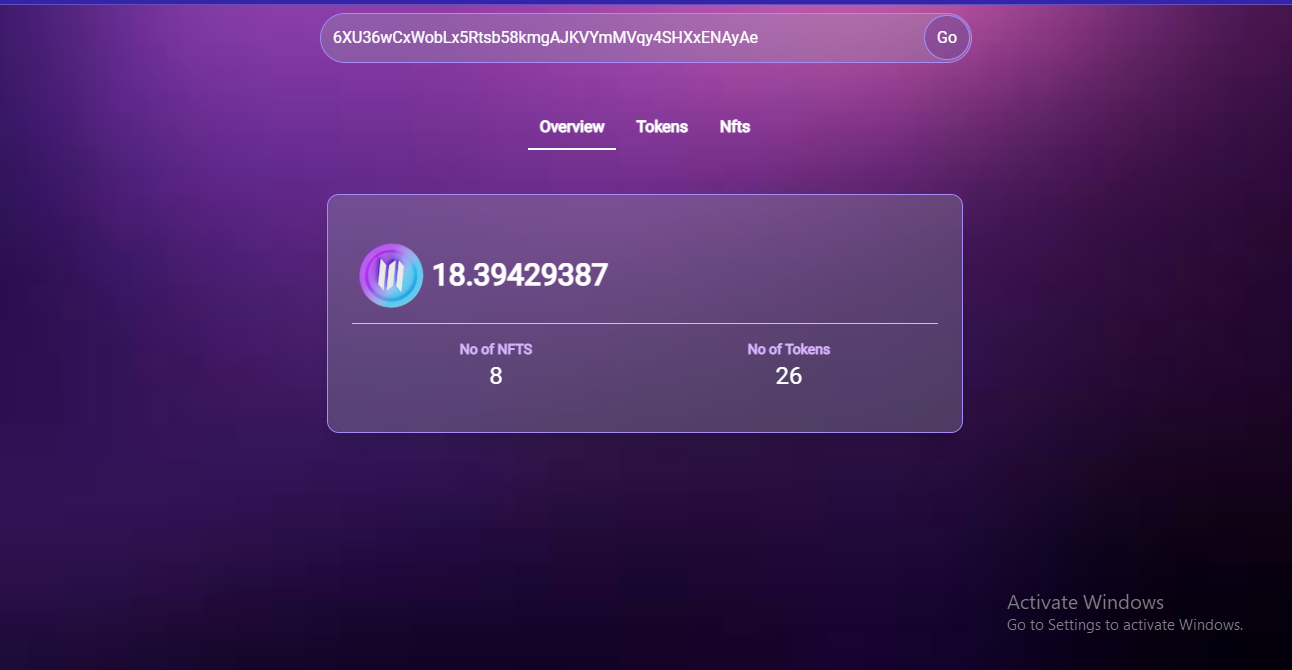 6XU36wCxWobLx5Rtsb58kmgAJKVYmMVqy4SHXxENAyAe Go
Overview Tokens Nfts
18.39429387
No of NFTS No of Tokens
8 26
Activate Windows
Go to Settings to activate Windows.